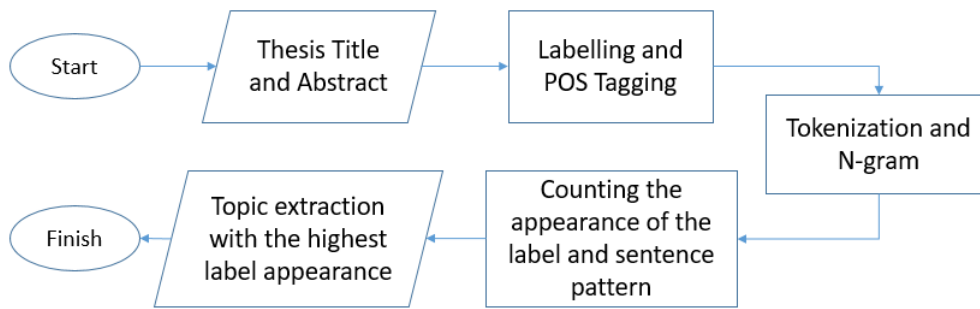 Start
Thesis Title
and Abstract
Labelling and
POS Tagging
Tokenization and
N-gram
Counting the
appearance of the
label and sentence
pattern
Topic extraction
with the highest
label appearance
Finish